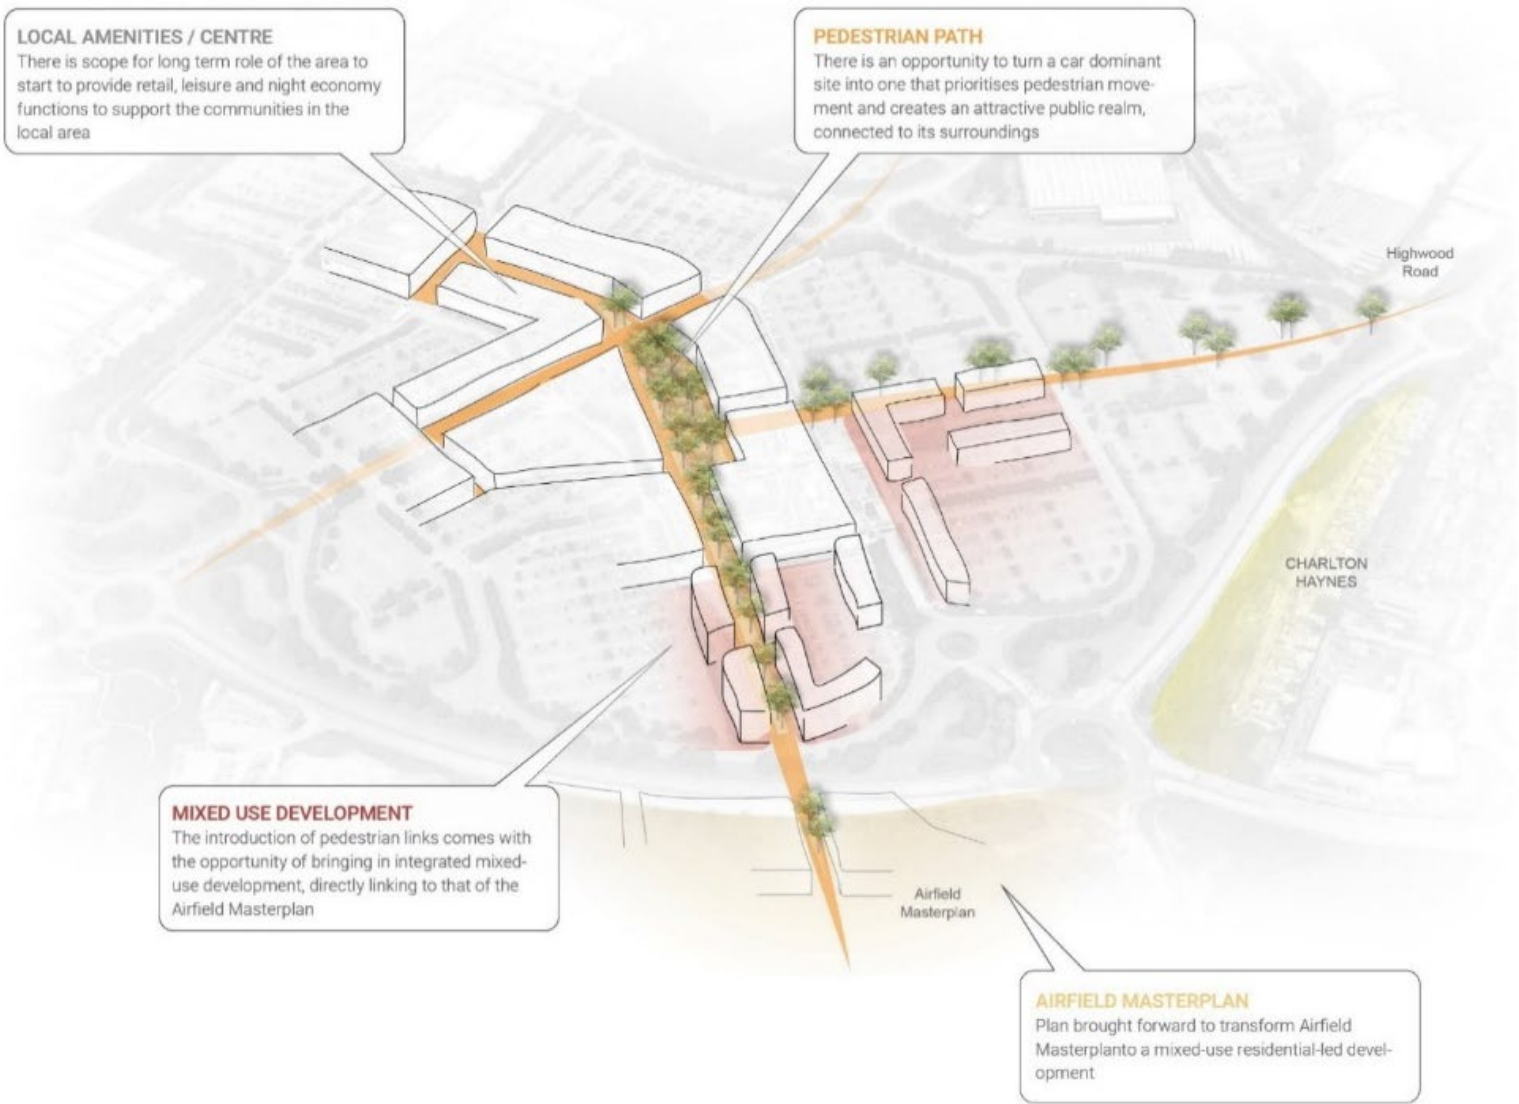 LOCAL AMENITIES / CENTRE
There is scope for long term role of the area to
start to provide retail, leisure and night economy
functions to support the communities in the
local area
PEDESTRIAN PATH
There is an opportunity to turn a car dominant
site into one that prioritises pedestrian move-
ment and creates an attractive public realm,
connected to its surroundings
Highwood
Road
CHARLTON
HAYNES
MIXED USE DEVELOPMENT
The introduction of pedestrian links comes with
the opportunity of bringing in integrated mixed-
use development, directly linking to that of the
Airfield Masterplan
Airfield
Masterplan
AIRFIELD MASTERPLAN
Plan brought forward to transform Airfield
Masterplanto a mixed-use residential-led devel-
opment